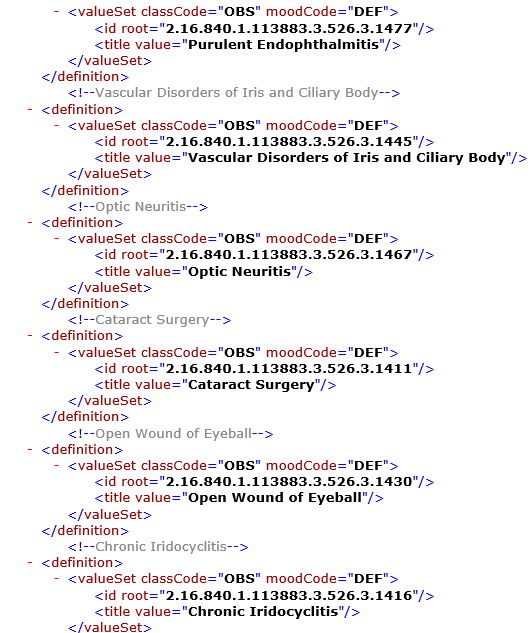 - <valueSet classCode="OBS" moodCode="DEF">
<id root="2.16.840.1.113883.3.526.3.1477"/>
<title value="Purulent Endophthalmitis"/>
</valueSet>
</definition>
<!--Vascular Disorders of Iris and Ciliary Body-->
- <definition>
- <valueSet classCode="OBS" moodCode="DEF">
<id root="2.16.840.1.113883.3.526.3.1445"/>
<title value="Vascular Disorders of Iris and Ciliary Body"/>
</valueSet>
</definition>
<!--Optic Neuritis-->
- <definition>
- <valueSet classCode="OBS" moodCode="DEF">
<id root="2.16.840.1.113883.3.526.3.1467"/>
<title value="Optic Neuritis"/>
</valueSet>
</definition>
<!--Cataract Surgery-->
- <definition>
- <valueSet classCode="OBS" moodCode="DEF">
<id root="2.16.840.1.113883.3.526.3.1411"/>
<title value="Cataract Surgery"/>
</valueSet>
</definition>
<!--Open Wound of Eyeball-->
- <definition>
- <valueSet classCode="OBS" moodCode="DEF">
<id root="2.16.840.1.113883.3.526.3.1430"/>
<title value="Open Wound of Eyeball"/>
</valueSet>
</definition>
<!--Chronic Iridocyclitis-->
- <definition>
- <valueSet classCode="OBS" moodCode="DEF">
<id root="2.16.840.1.113883.3.526.3.1416"/>
<title value="Chronic Iridocyclitis"/>
</valueSet>